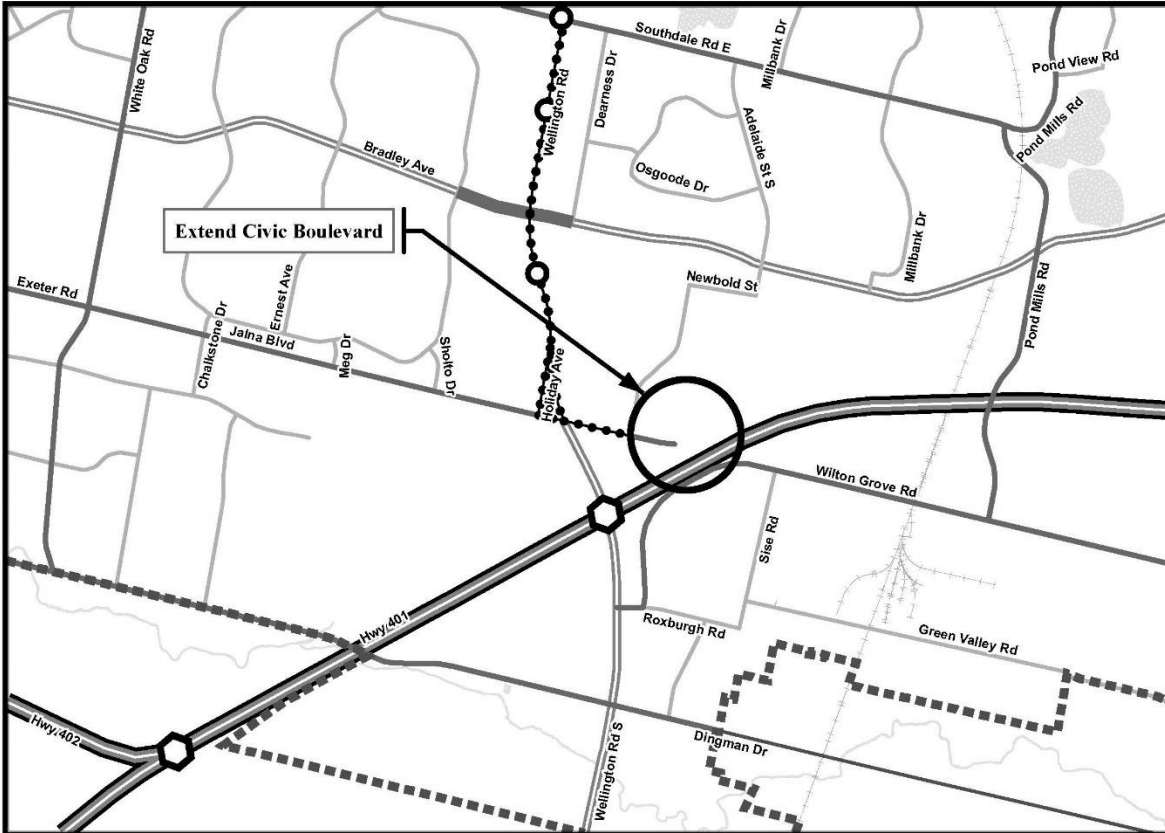 Southdale Rd E
Millbank Dr
Pond View Rd
White Oak Rd
Wellington Rd
Dearness Dr
Adelaide St S
Pond Mills Rd
Bradley Ave
Osgoode Dr
Extend Civic Boulevard
Millbank Dr
Newbold St
Pond Mills Rd
Exeter Rd
Chalkstone Dr
Ernest Ave
Jalna Blvd
Meg Dr
Sholto Dr
Holiday Ave
Wilton Grove Rd
Sise Rd
Hwy 401
Roxburgh Rd
Green Valley Rd
Hwy 402
Wellington Rd S
Dingman Dr